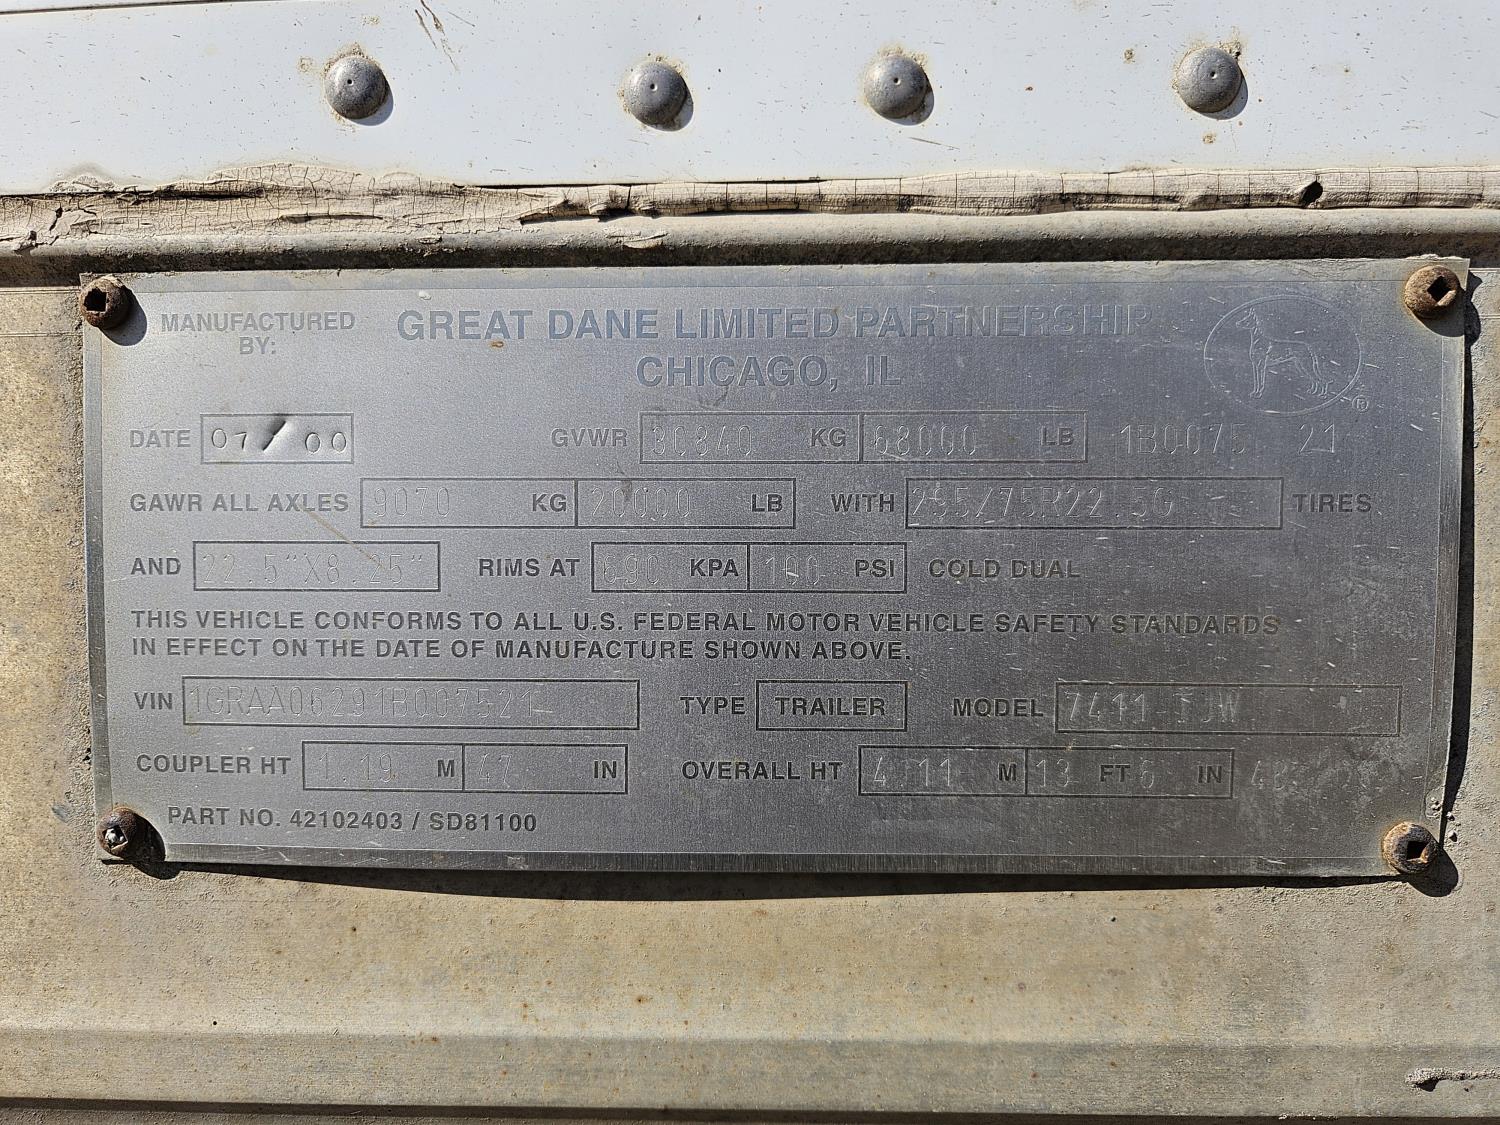 MANUFACTURED BY: GREAT DANE LIMITED PARTNERSHIP
CHICAGO, IL
®
DATE 07/00 GVWR 30840 KG 68000 LB 1B0075 21
GAWR ALL AXLES 9070 KG 20000 LB WITH 295/75R22.5G TIRES
AND 22.5"X8.25" RIMS AT 690 KPA 100 PSI COLD DUAL
THIS VEHICLE CONFORMS TO ALL U.S. FEDERAL MOTOR VEHICLE SAFETY STANDARDS
IN EFFECT ON THE DATE OF MANUFACTURE SHOWN ABOVE.
VIN 1GRAA06291B007521 TYPE TRAILER MODEL 7411-TJW
COUPLER HT 1.19 M 47 IN OVERALL HT 4.11 M 13 FT 6 IN
PART NO. 42102403 / SD81100